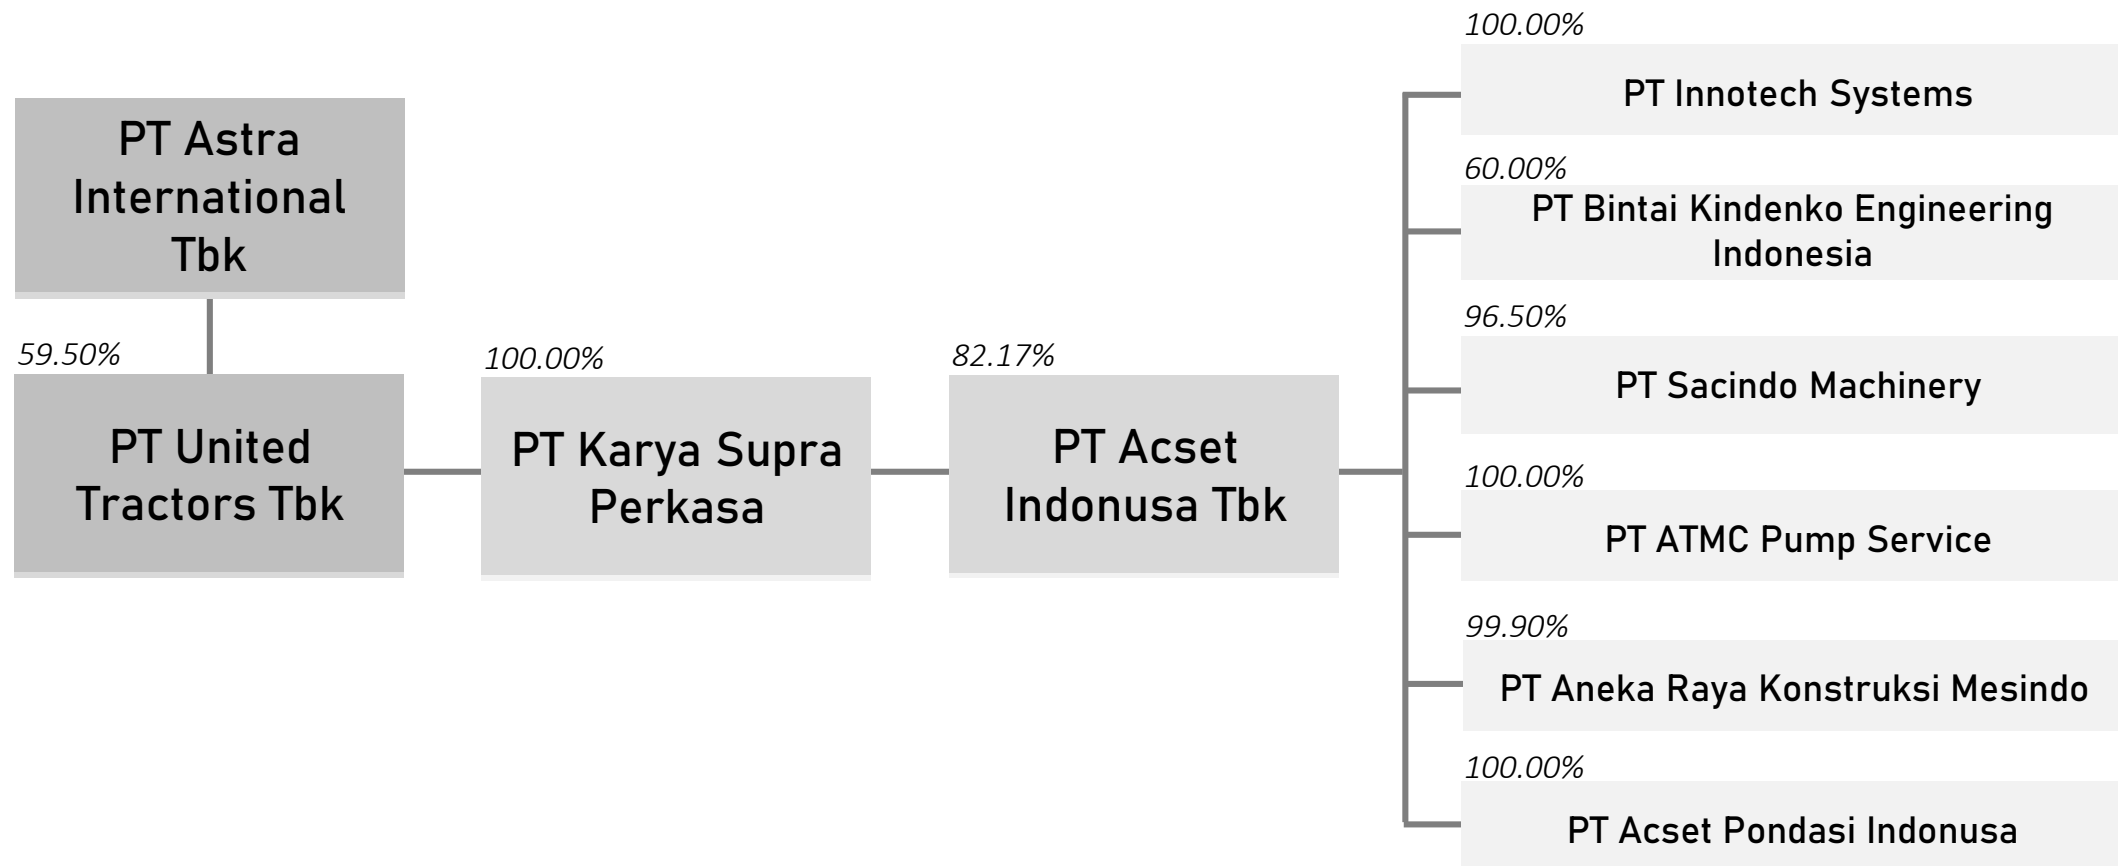 PT Astra
International
Tbk
59.50%
PT United
Tractors Tbk
100.00%
PT Karya Supra
Perkasa
82.17%
PT Acset
Indonusa Tbk
100.00%
PT Innotech Systems
60.00%
PT Bintai Kindenko Engineering
Indonesia
96.50%
PT Sacindo Machinery
100.00%
PT ATMC Pump Service
99.90%
PT Aneka Raya Konstruksi Mesindo
100.00%
PT Acset Pondasi Indonusa